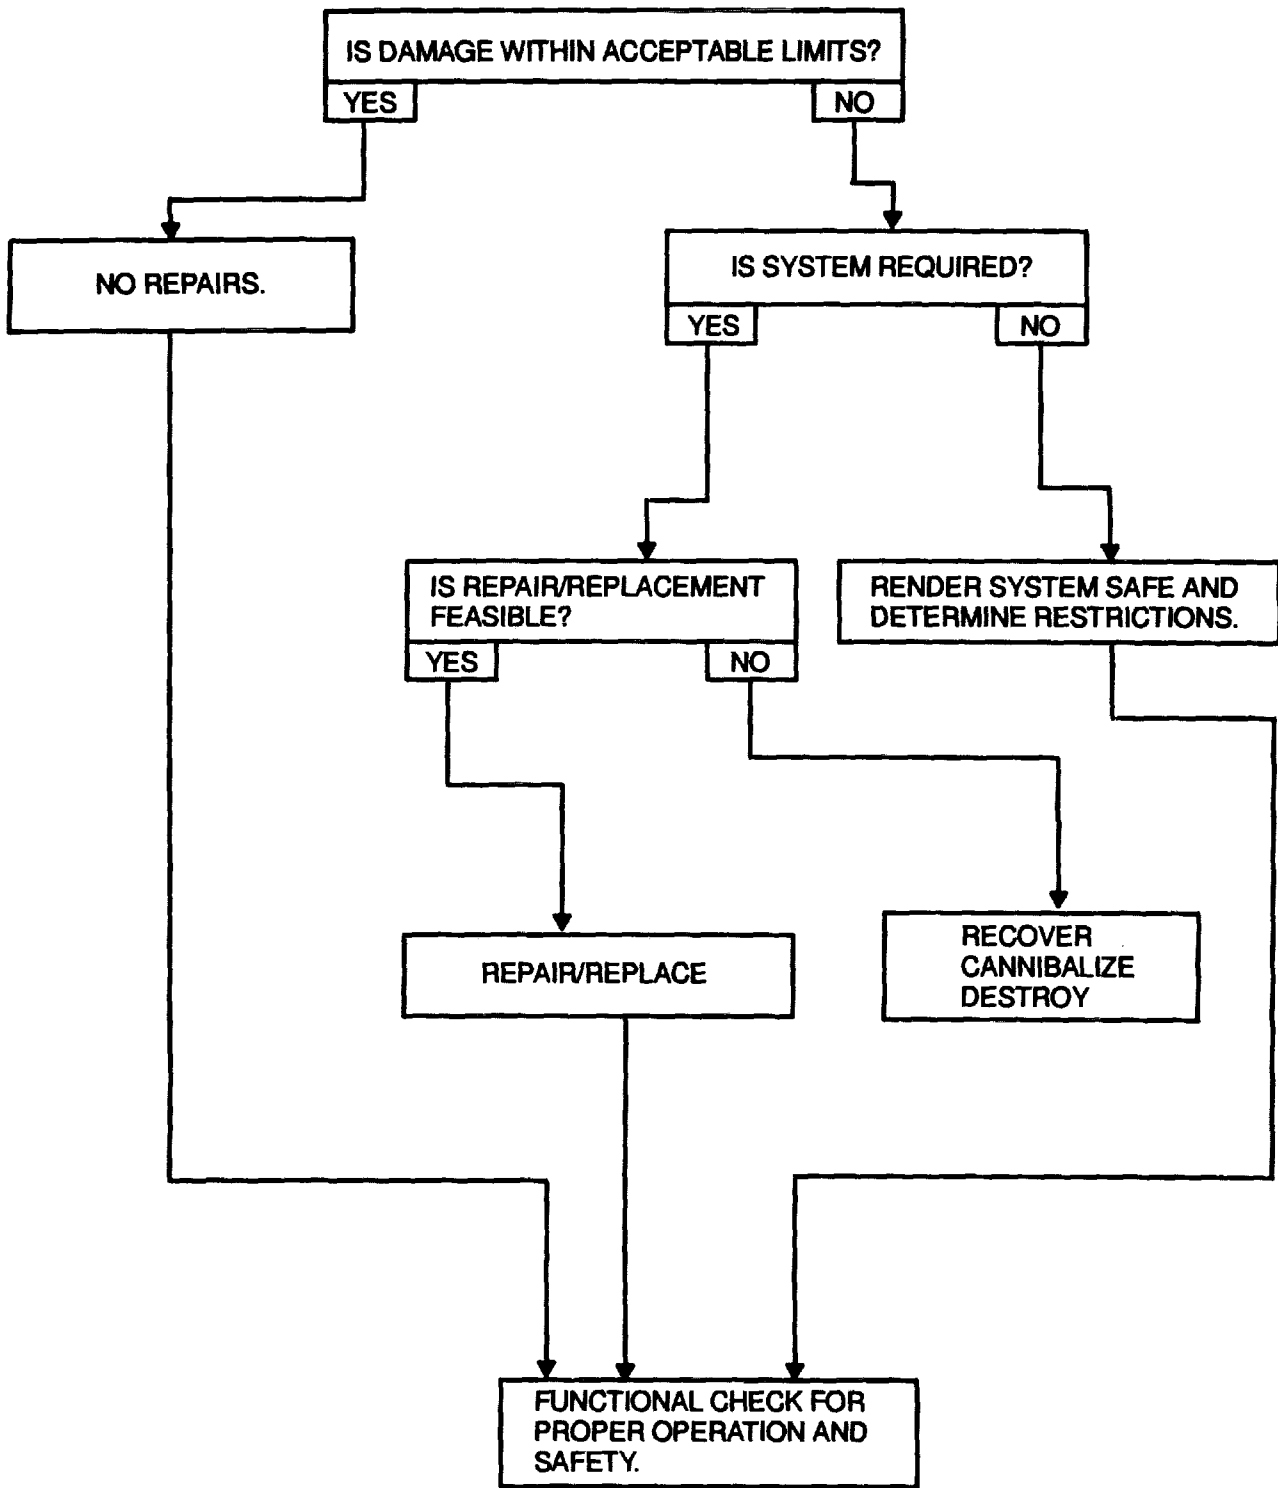 IS DAMAGE WITHIN ACCEPTABLE LIMITS?
YES
NO
NO REPAIRS.
IS SYSTEM REQUIRED?
YES
NO
IS REPAIR/REPLACEMENT
FEASIBLE?
YES
NO
RENDER SYSTEM SAFE AND
DETERMINE RESTRICTIONS.
REPAIR/REPLACE
RECOVER
CANNIBALIZE
DESTROY
FUNCTIONAL CHECK FOR
PROPER OPERATION AND
SAFETY.